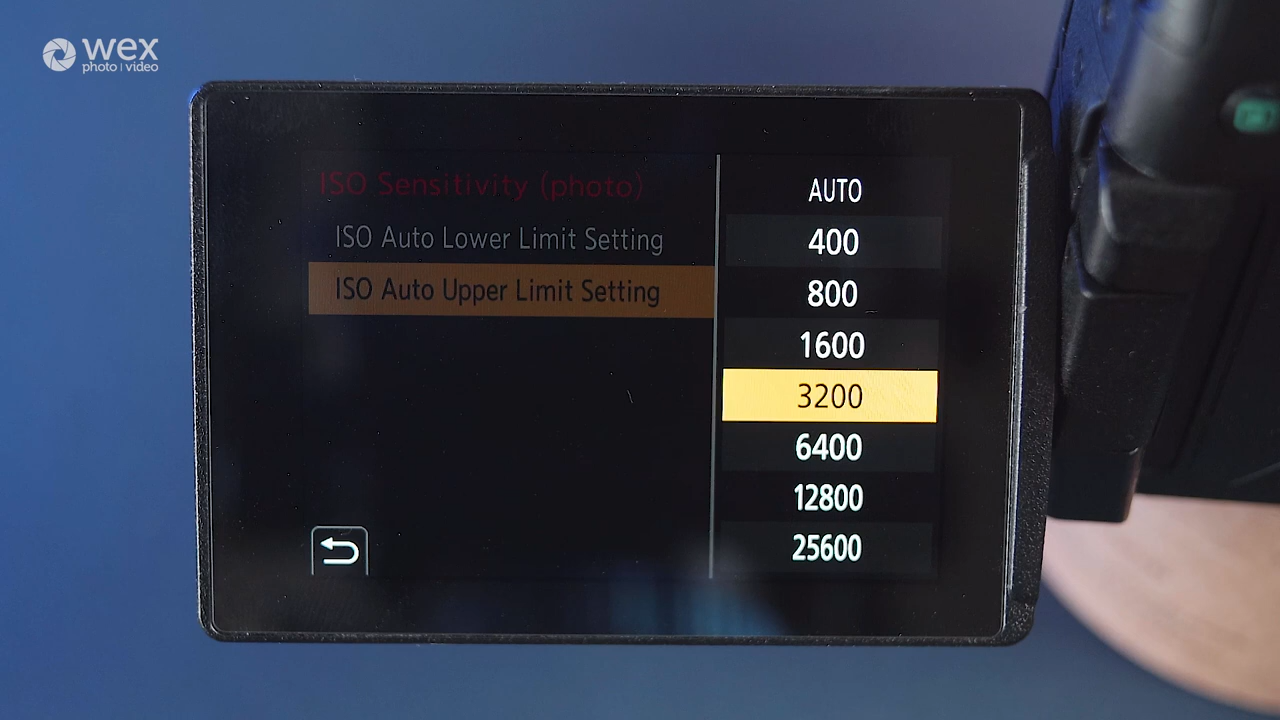 wex
photo | video
ISO Sensitivity (photo)
ISO Auto Lower Limit Setting
ISO Auto Upper Limit Setting
AUTO
400
800
1600
3200
6400
12800
25600